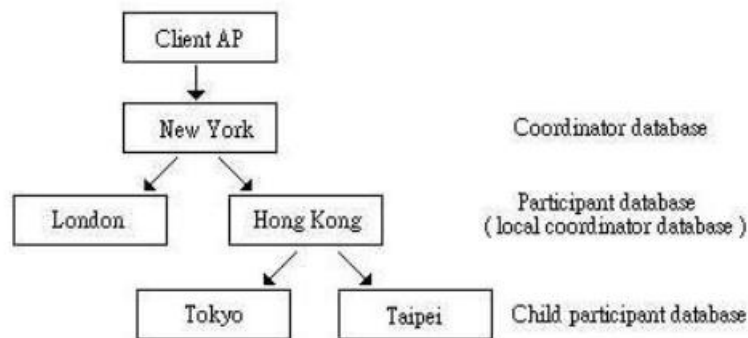 Client AP
New York
Coordinator database
London
Hong Kong
Participant database
( local coordinator database )
Tokyo
Taipei
Child participant database